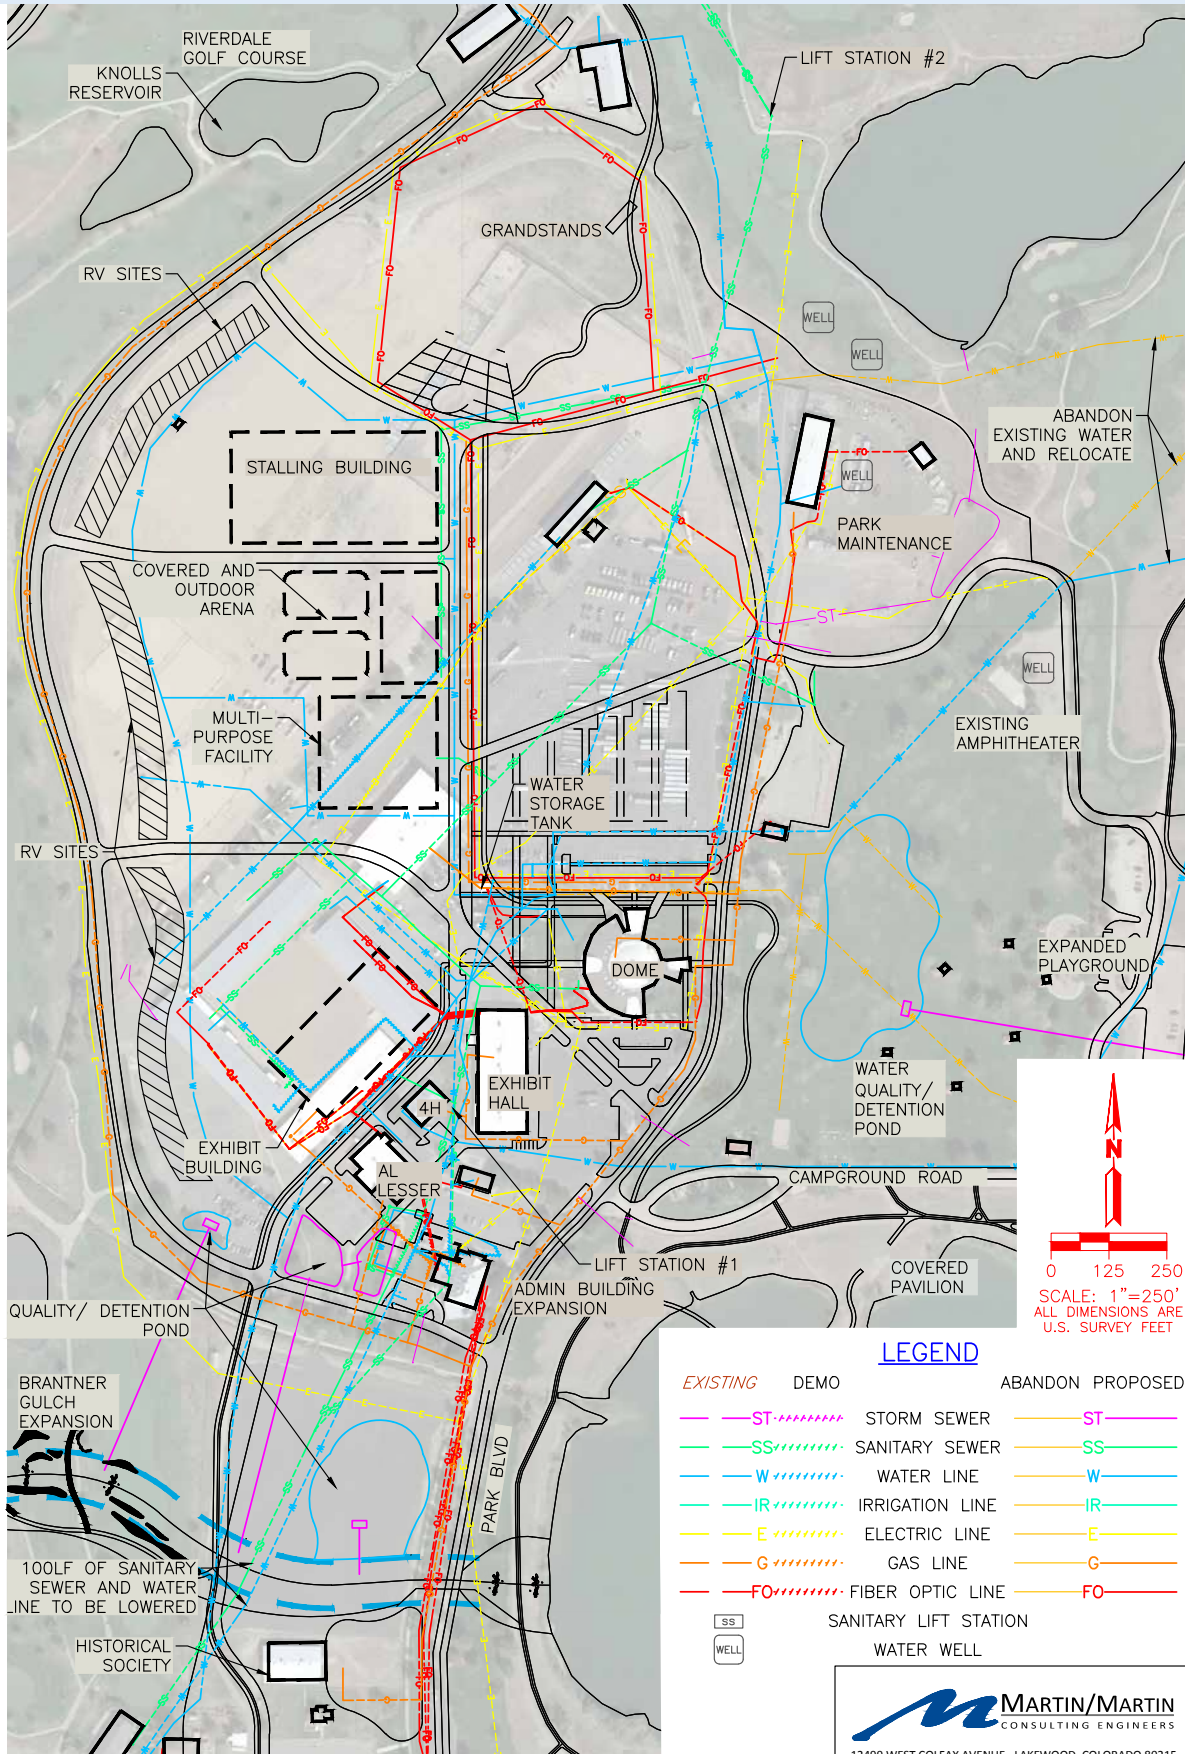 RIVERDALE
GOLF COURSE
KNOLLS
RESERVOIR
LIFT STATION #2
GRANDSTANDS
RV SITES
WELL
WELL
ABANDON
EXISTING WATER
AND RELOCATE
STALLING BUILDING
WELL
PARK
MAINTENANCE
COVERED AND
OUTDOOR
ARENA
ST
WELL
MULTI-
PURPOSE
FACILITY
EXISTING
AMPHITHEATER
WATER
STORAGE
TANK
RV SITES
DOME
EXPANDED
PLAYGROUND
EXHIBIT
HALL
WATER
QUALITY/
DETENTION
POND
4H
EXHIBIT
BUILDING
AL
LESSER
CAMPGROUND ROAD
N
LIFT STATION #1
COVERED
PAVILION
0 125 250
SCALE: 1"=250'
ALL DIMENSIONS ARE
U.S. SURVEY FEET
ADMIN BUILDING
EXPANSION
QUALITY/ DETENTION
POND
BRANTNER
GULCH
EXPANSION
PARK BLVD
100LF OF SANITARY
SEWER AND WATER
LINE TO BE LOWERED
HISTORICAL
SOCIETY
LEGEND
EXISTING DEMO ABANDON PROPOSED
ST STORM SEWER ST
SS SANITARY SEWER SS
W WATER LINE W
IR IRRIGATION LINE IR
E ELECTRIC LINE E
G GAS LINE G
FO FIBER OPTIC LINE FO
SS SANITARY LIFT STATION
WELL WATER WELL
MARTIN/MARTIN
CONSULTING ENGINEERS
12499 WEST COLFAX AVENUE, LAKEWOOD, COLORADO 80215